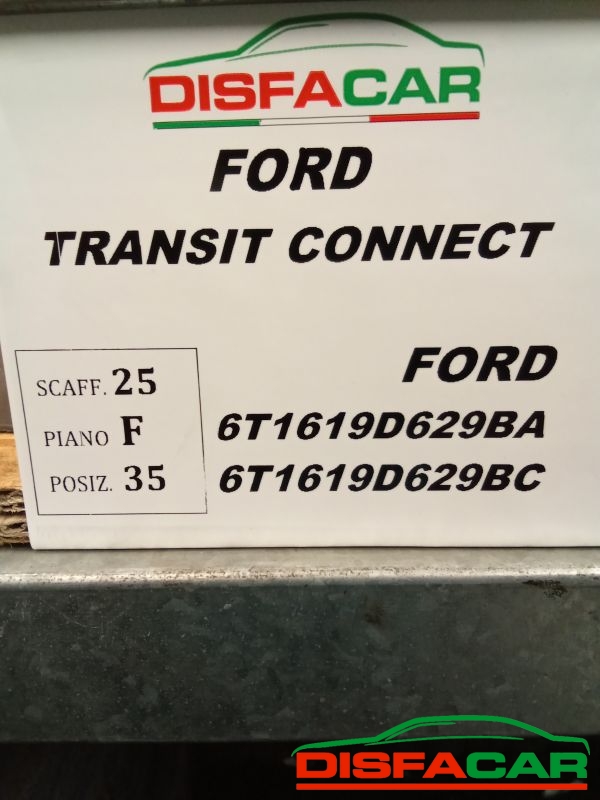 DISFACAR
FORD
TRANSIT CONNECT
FORD
SCAFF. 25
6T1619D629BA
PIANO F
6T1619D629BC
POSIZ. 35
DISFACAR